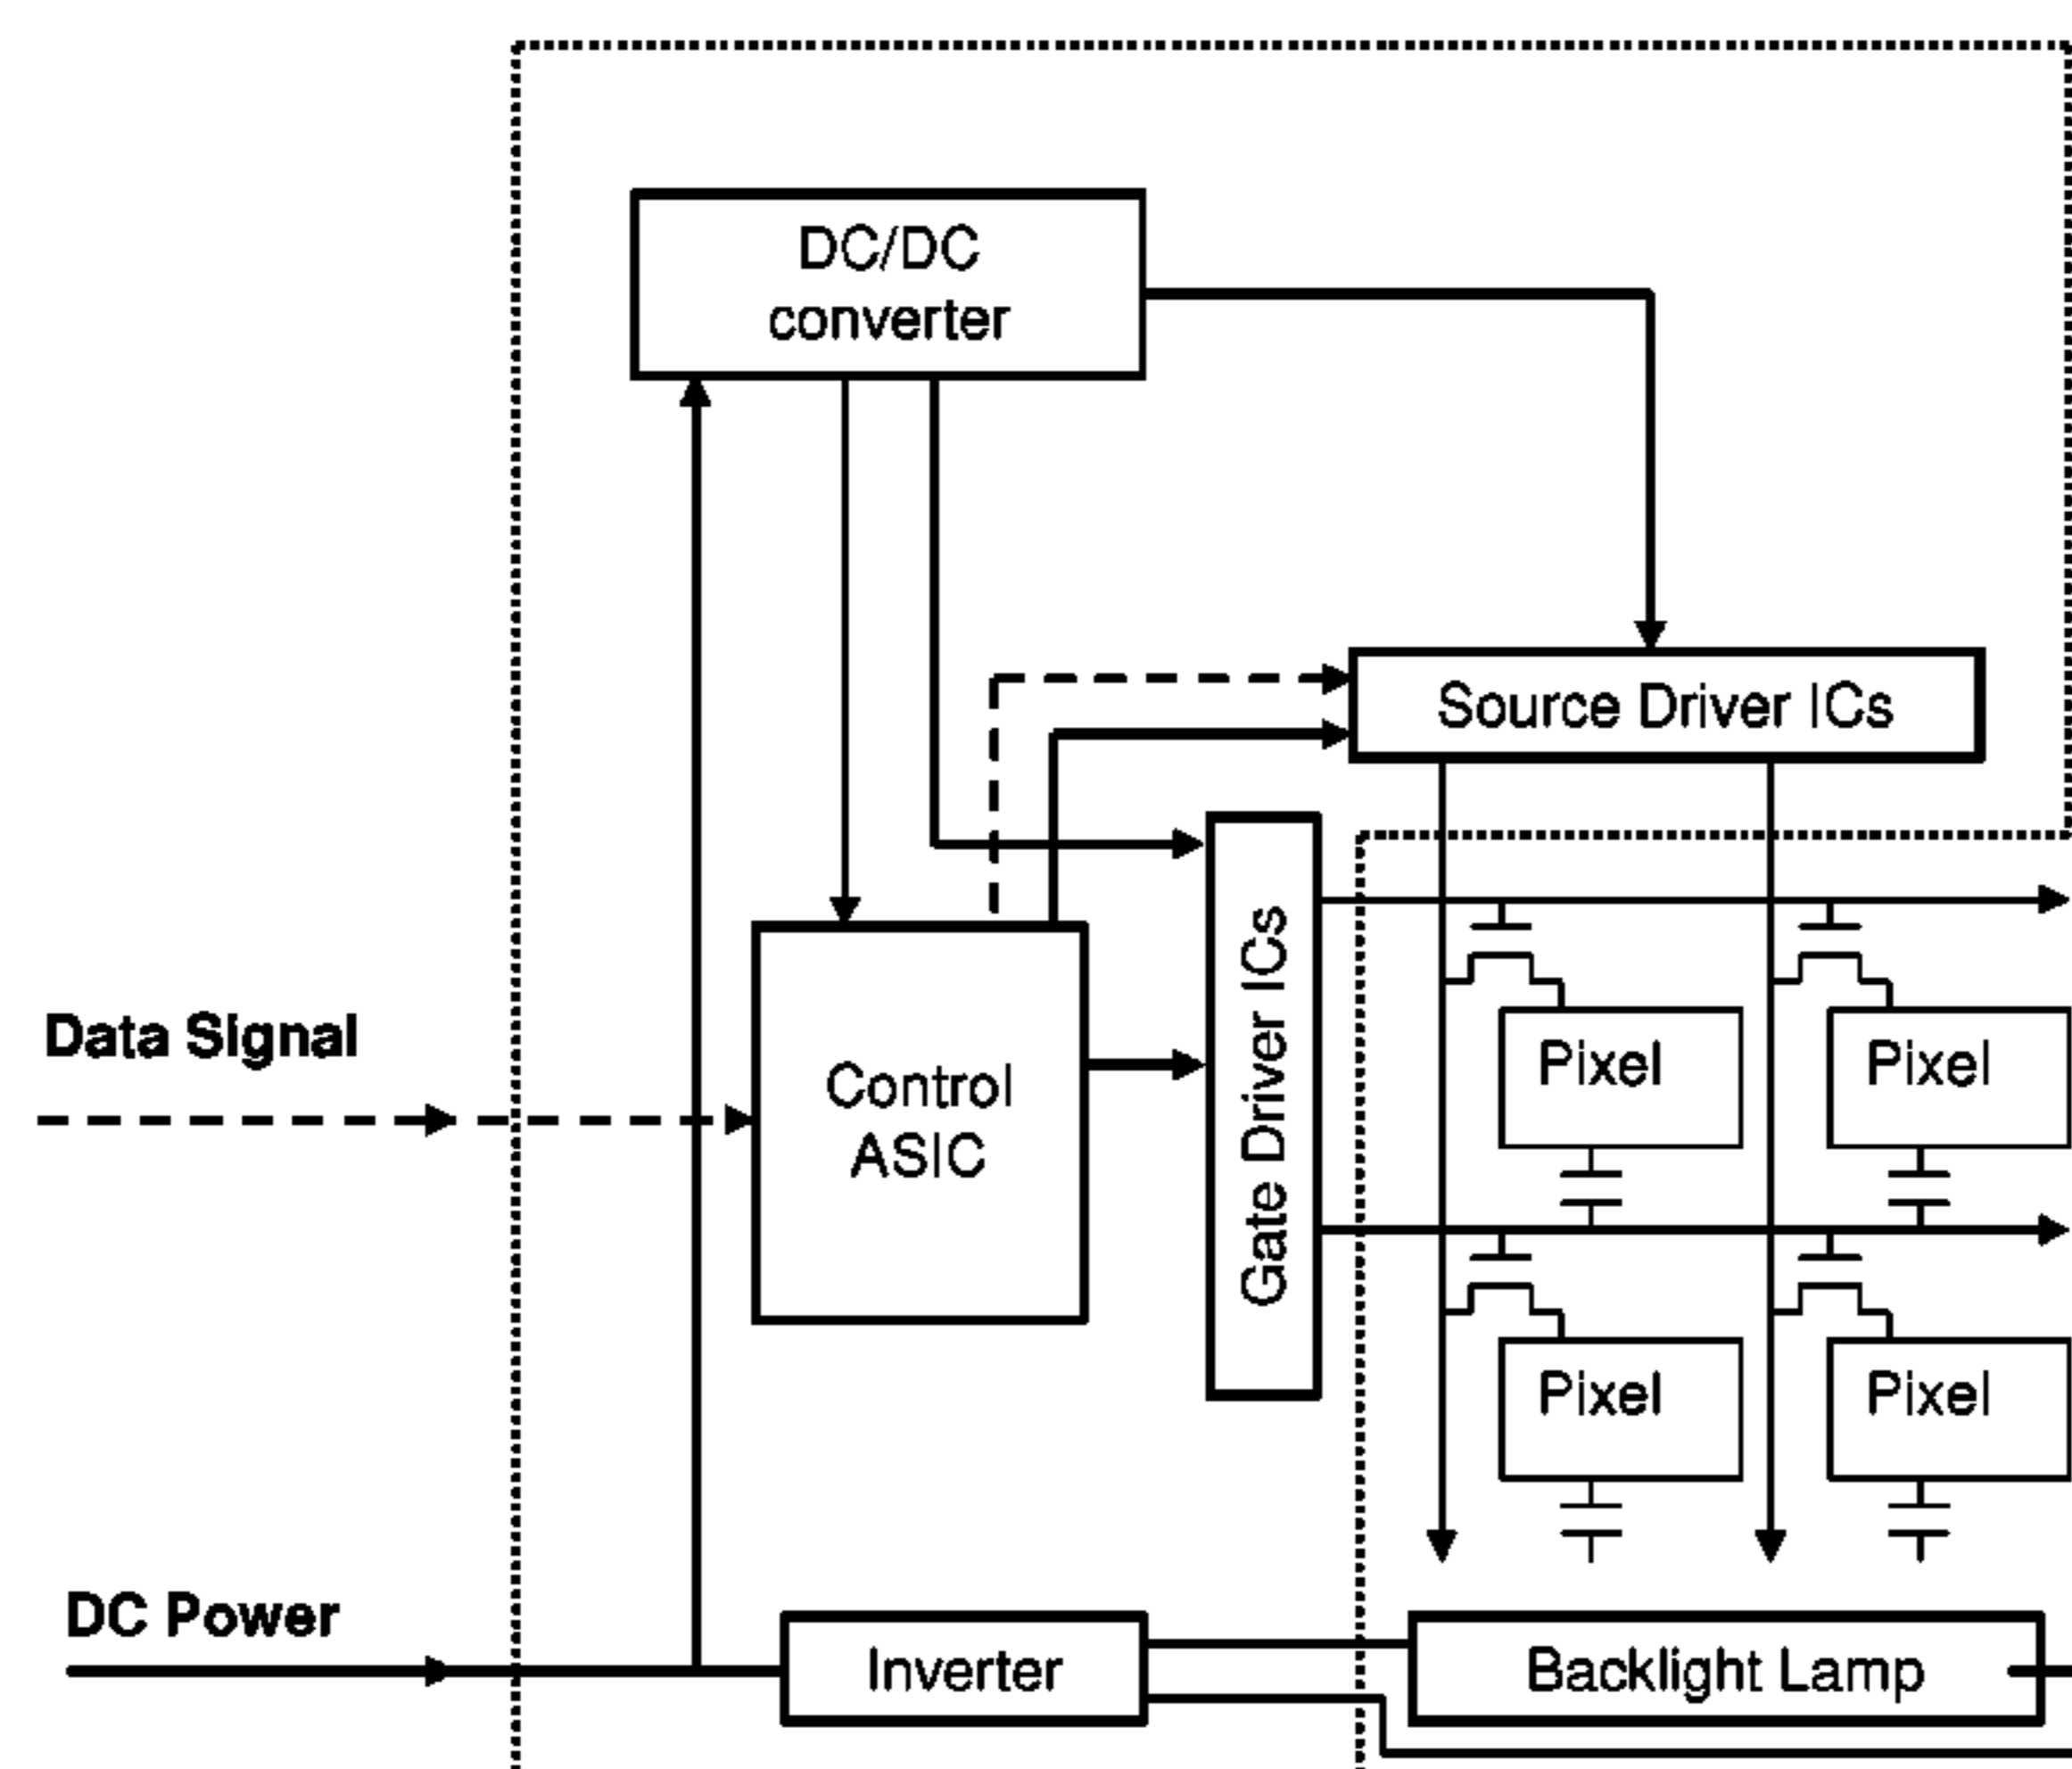 DC/DC
converter
Source Driver ICs
Gate Driver ICs
Data Signal
Control
ASIC
Pixel
Pixel
Pixel
Pixel
DC Power
Inverter
Backlight Lamp